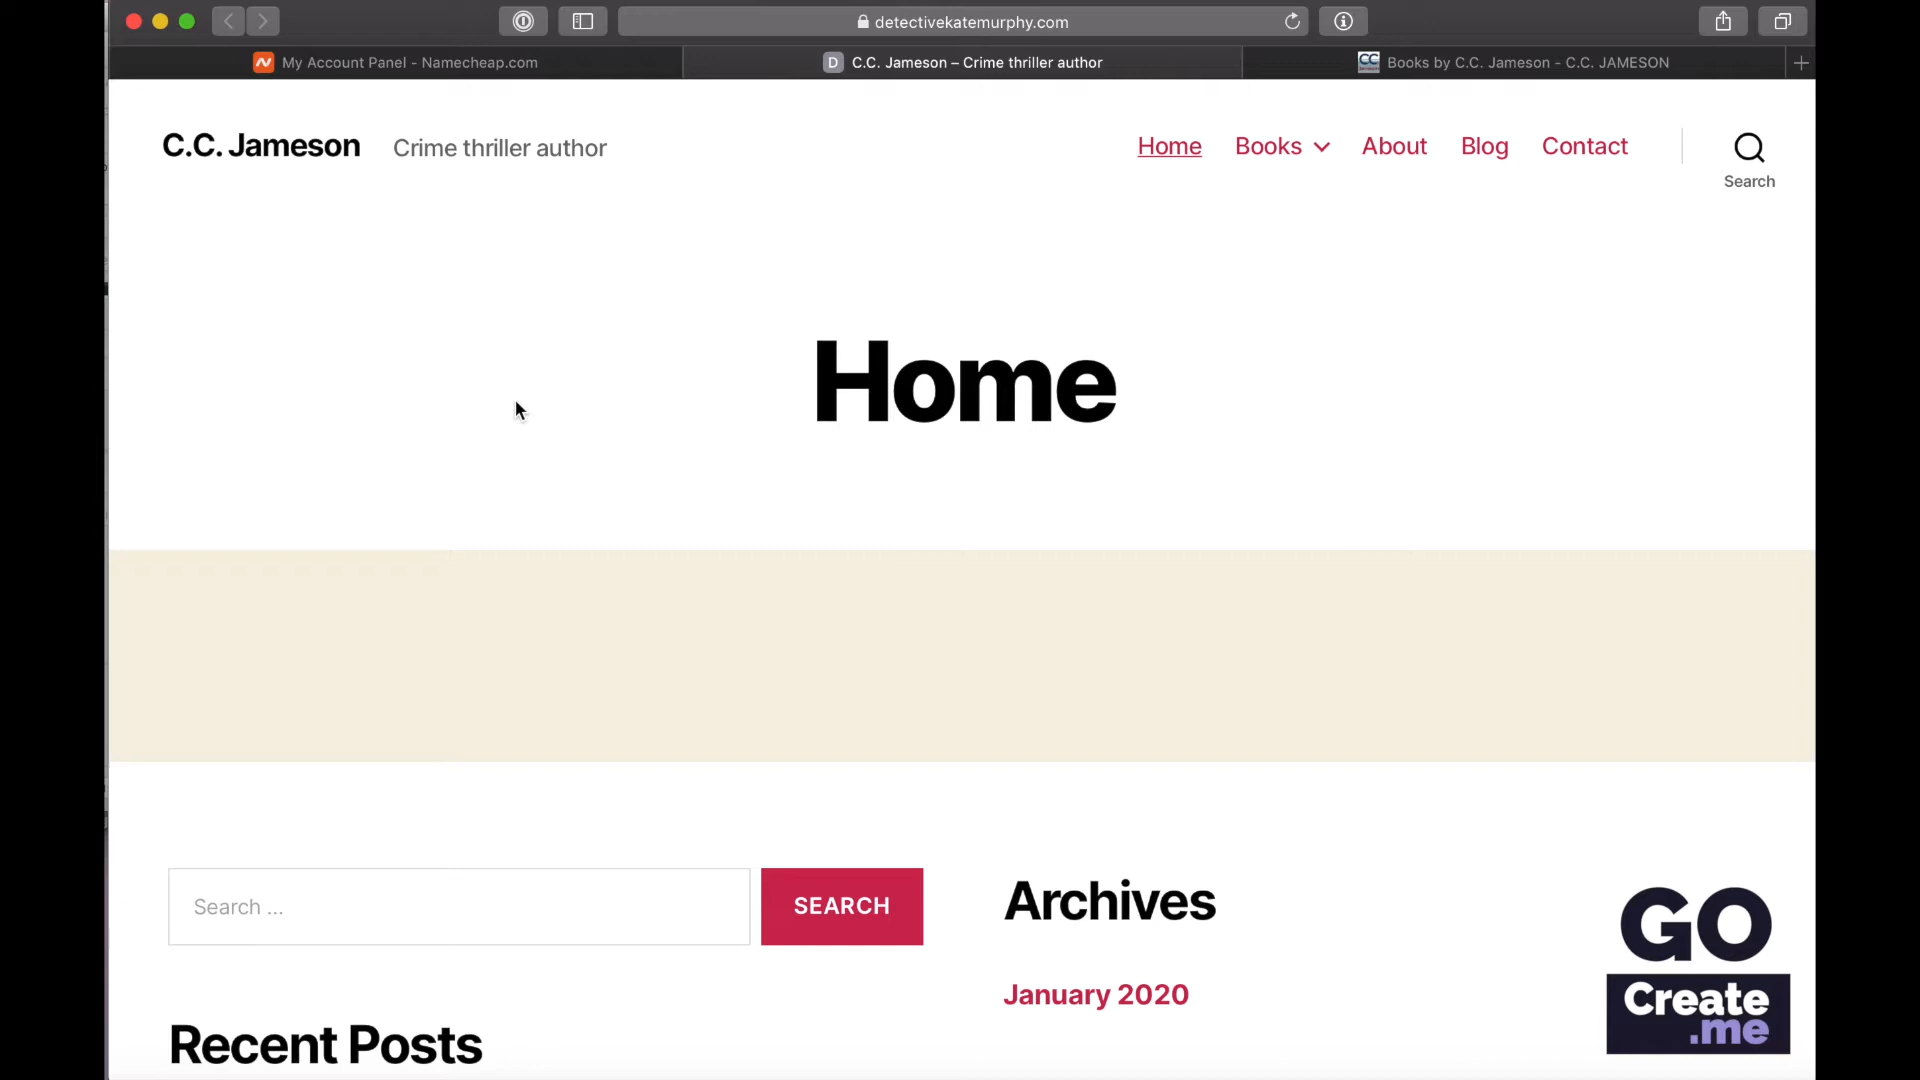 detectivekatemurphy.com
My Account Panel - Namecheap.com
D C.C. Jameson – Crime thriller author
CC Books by C.C. Jameson - C.C. JAMESON
C.C. Jameson Crime thriller author
Home Books About Blog Contact
Search
Home
Search ... SEARCH
Archives
January 2020
Recent Posts
GO
Create
.me